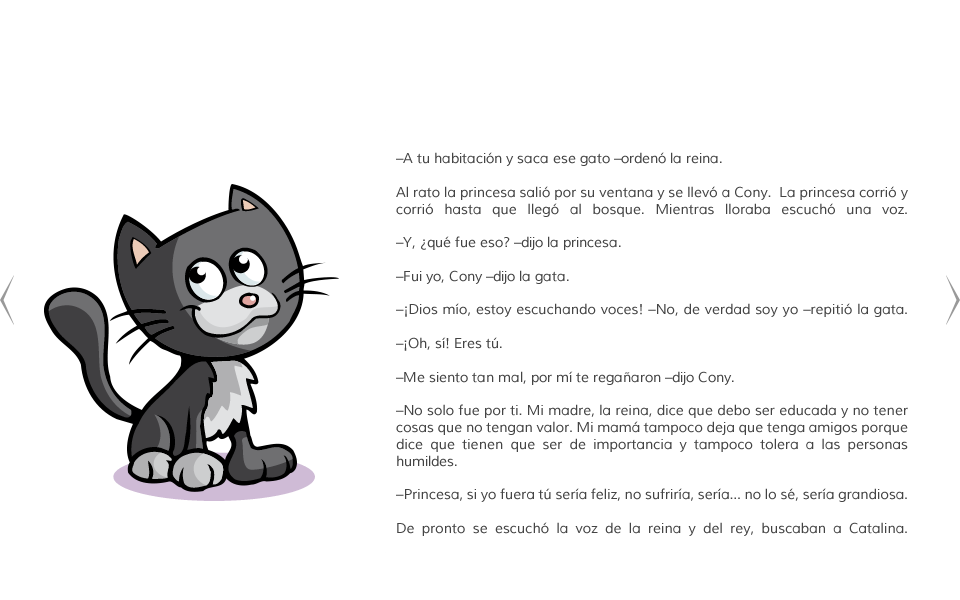 –A tu habitación y saca ese gato –ordenó la reina.
Al rato la princesa salió por su ventana y se llevó a Cony.  La princesa corrió y
corrió hasta que llegó al bosque. Mientras lloraba escuchó una voz.
–Y, ¿qué fue eso? –dijo la princesa.
–Fui yo, Cony –dijo la gata.
–¡Dios mío, estoy escuchando voces! –No, de verdad soy yo –repitió la gata.
–¡Oh, sí! Eres tú.
–Me siento tan mal, por mí te regañaron –dijo Cony.
–No solo fue por ti. Mi madre, la reina, dice que debo ser educada y no tener
cosas que no tengan valor. Mi mamá tampoco deja que tenga amigos porque
dice que tienen que ser de importancia y tampoco tolera a las personas
humildes.
–Princesa, si yo fuera tú sería feliz, no sufriría, sería... no lo sé, sería grandiosa.
De pronto se escuchó la voz de la reina y del rey, buscaban a Catalina.